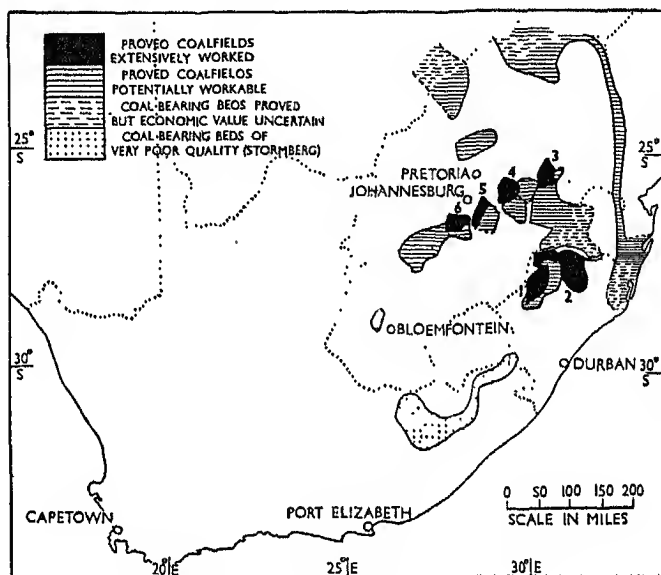 PROVED COALFIELDS
EXTENSIVELY WORKED
PROVED COALFIELOS
POTENTIALLY WORKABLE
COAL-BEARING BEOS PROVED
BUT ECONOMIC VALUE UNCERTAIN
COAL-BEARING BEDS OF
VERY POOR QUALITY (STORMBERG)
25°
S
25°
S
PRETORIA
JOHANNESBURG
3
4
5
6
1
2
BLOEMFONTEIN
30°
S
DURBAN
30°
S
0 50 100 150 200
SCALE IN MILES
CAPETOWN
PORT ELIZABETH
20°E
25°E
30°E